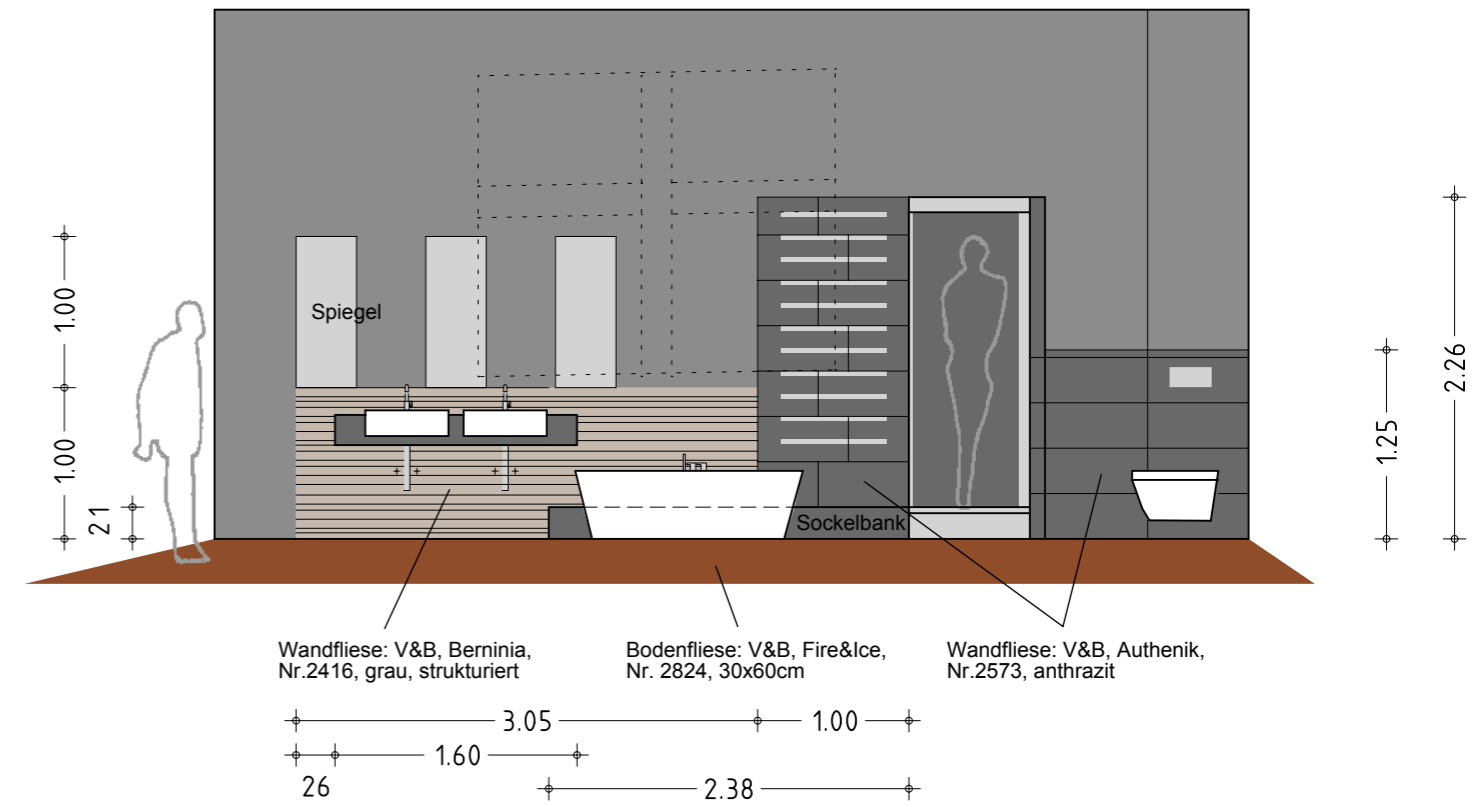 2.26
1.00
Spiegel
1.25
1.00
21
Sockelbank
Wandfliese: V&B, Berninia,
Nr.2416, grau, strukturiert
Bodenfliese: V&B, Fire&Ice,
Nr. 2824, 30x60cm
Wandfliese: V&B, Authenik,
Nr.2573, anthrazit
3.05
1.00
1.60
26
2.38